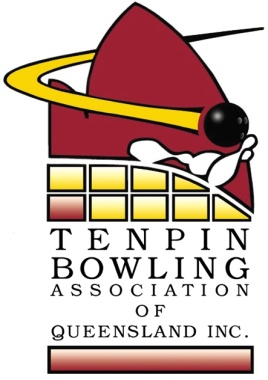 TENPIN
BOWLING
ASSOCIATION
OF
QUEENSLAND INC.